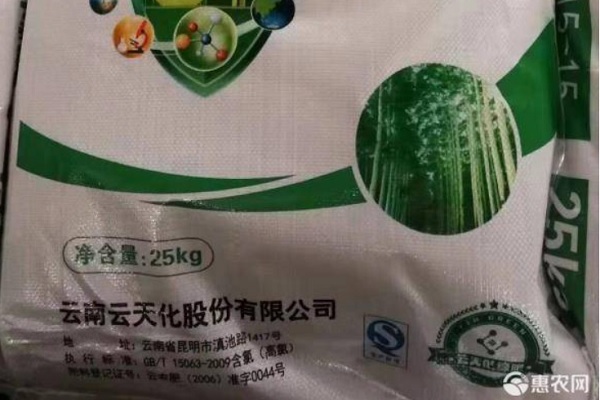 净含量:25kg
云南云天化股份有限公司
地 址:云南省昆明市滇池路1417号
执行标准:GB/T 15063-2009含氯(高氯)
肥料登记证号:云农肥(2006)准字0044号
5-15
25k
惠农网